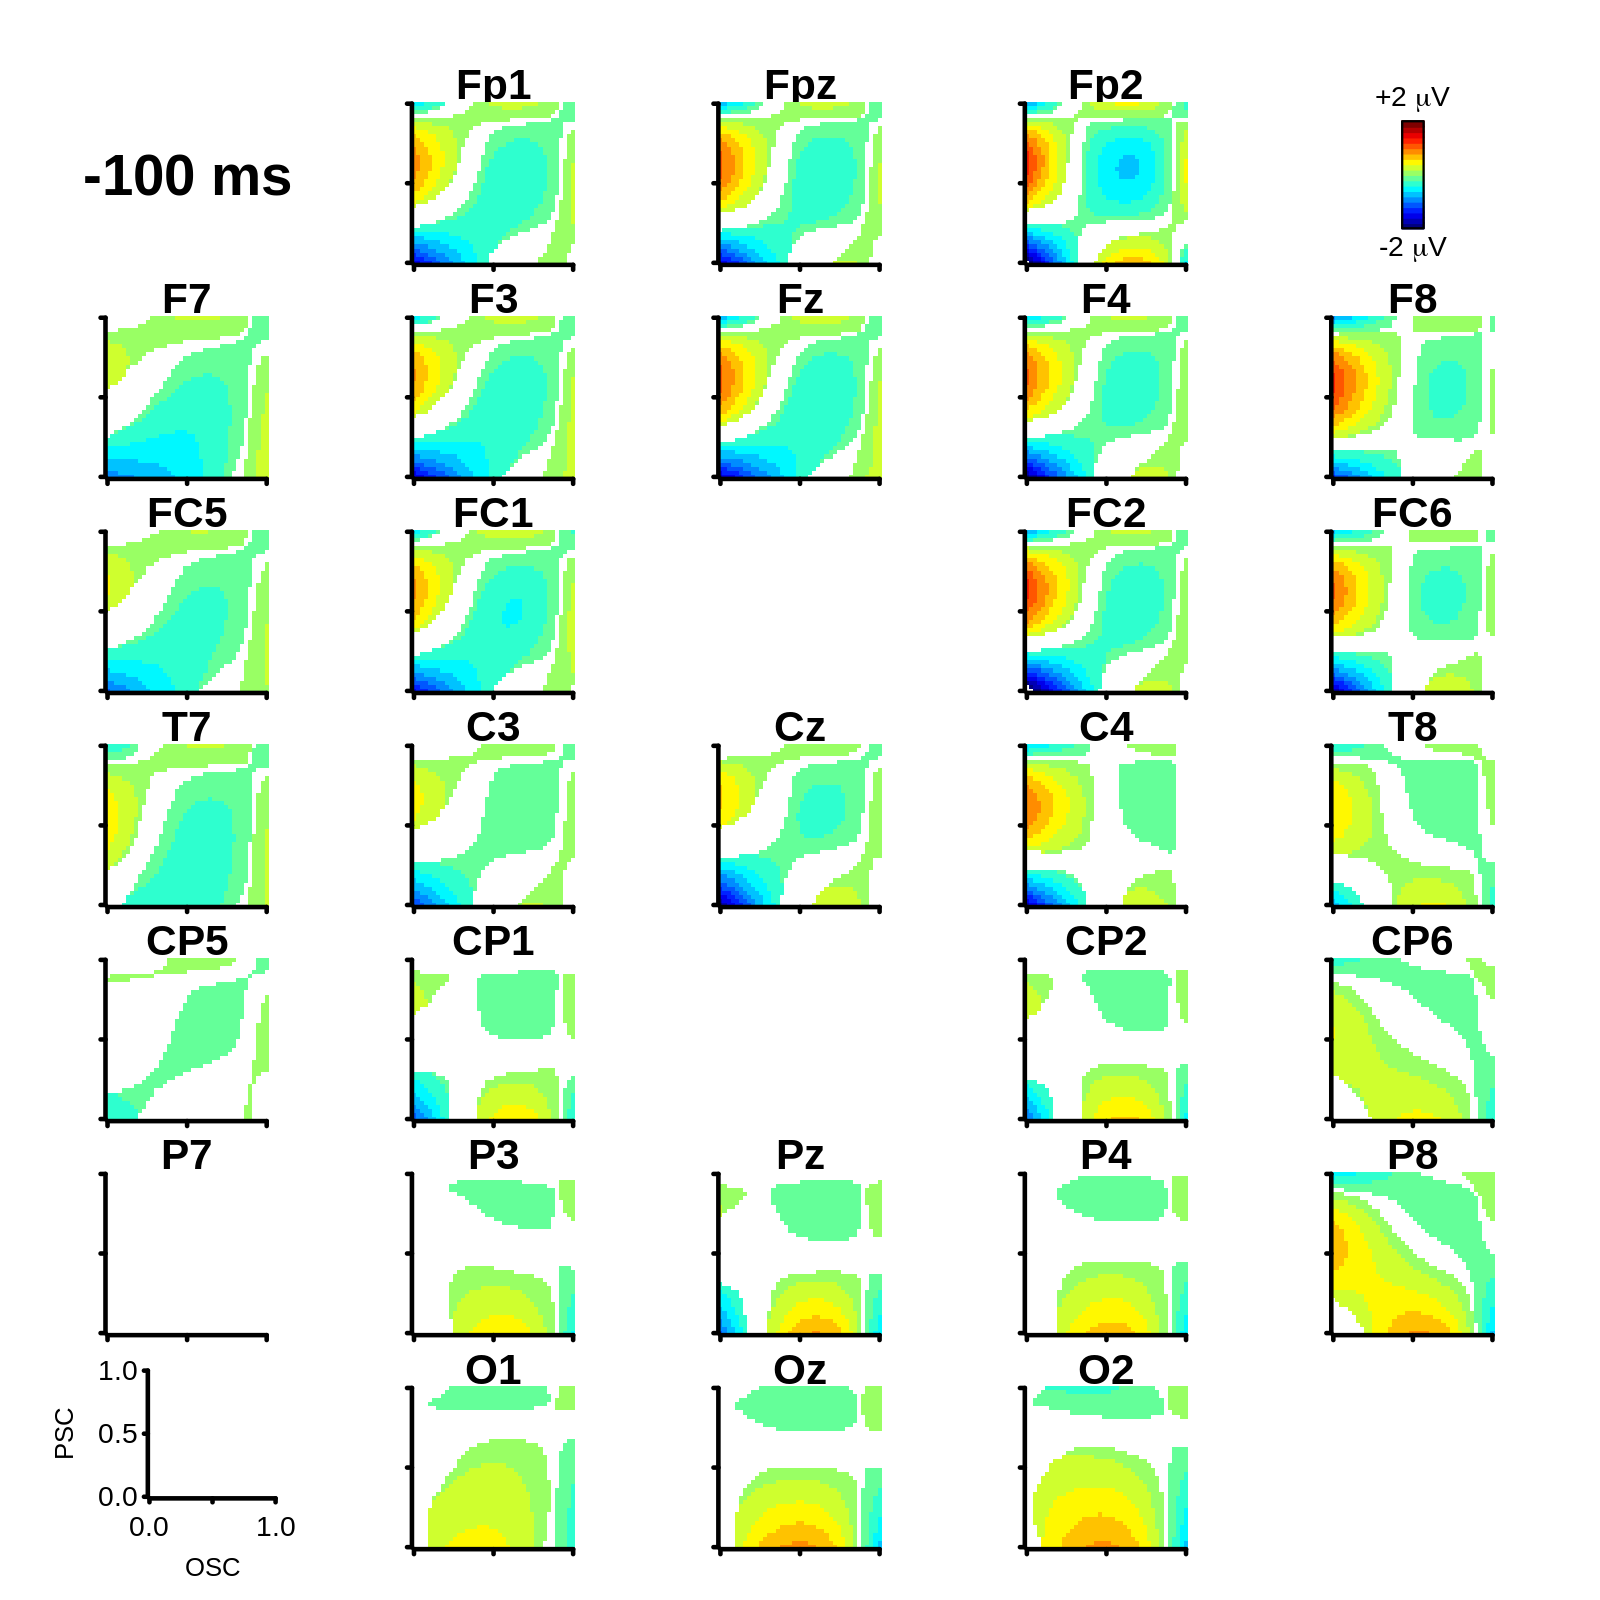 Fp1 Fpz Fp2
+2 μV
-100 ms
-2 μV
F7 F3 Fz F4 F8
FC5 FC1 FC2 FC6
T7 C3 Cz C4 T8
CP5 CP1 CP2 CP6
P7 P3 Pz P4 P8
O1 Oz O2
1.0
PSC
0.5
0.0
0.0 1.0
OSC